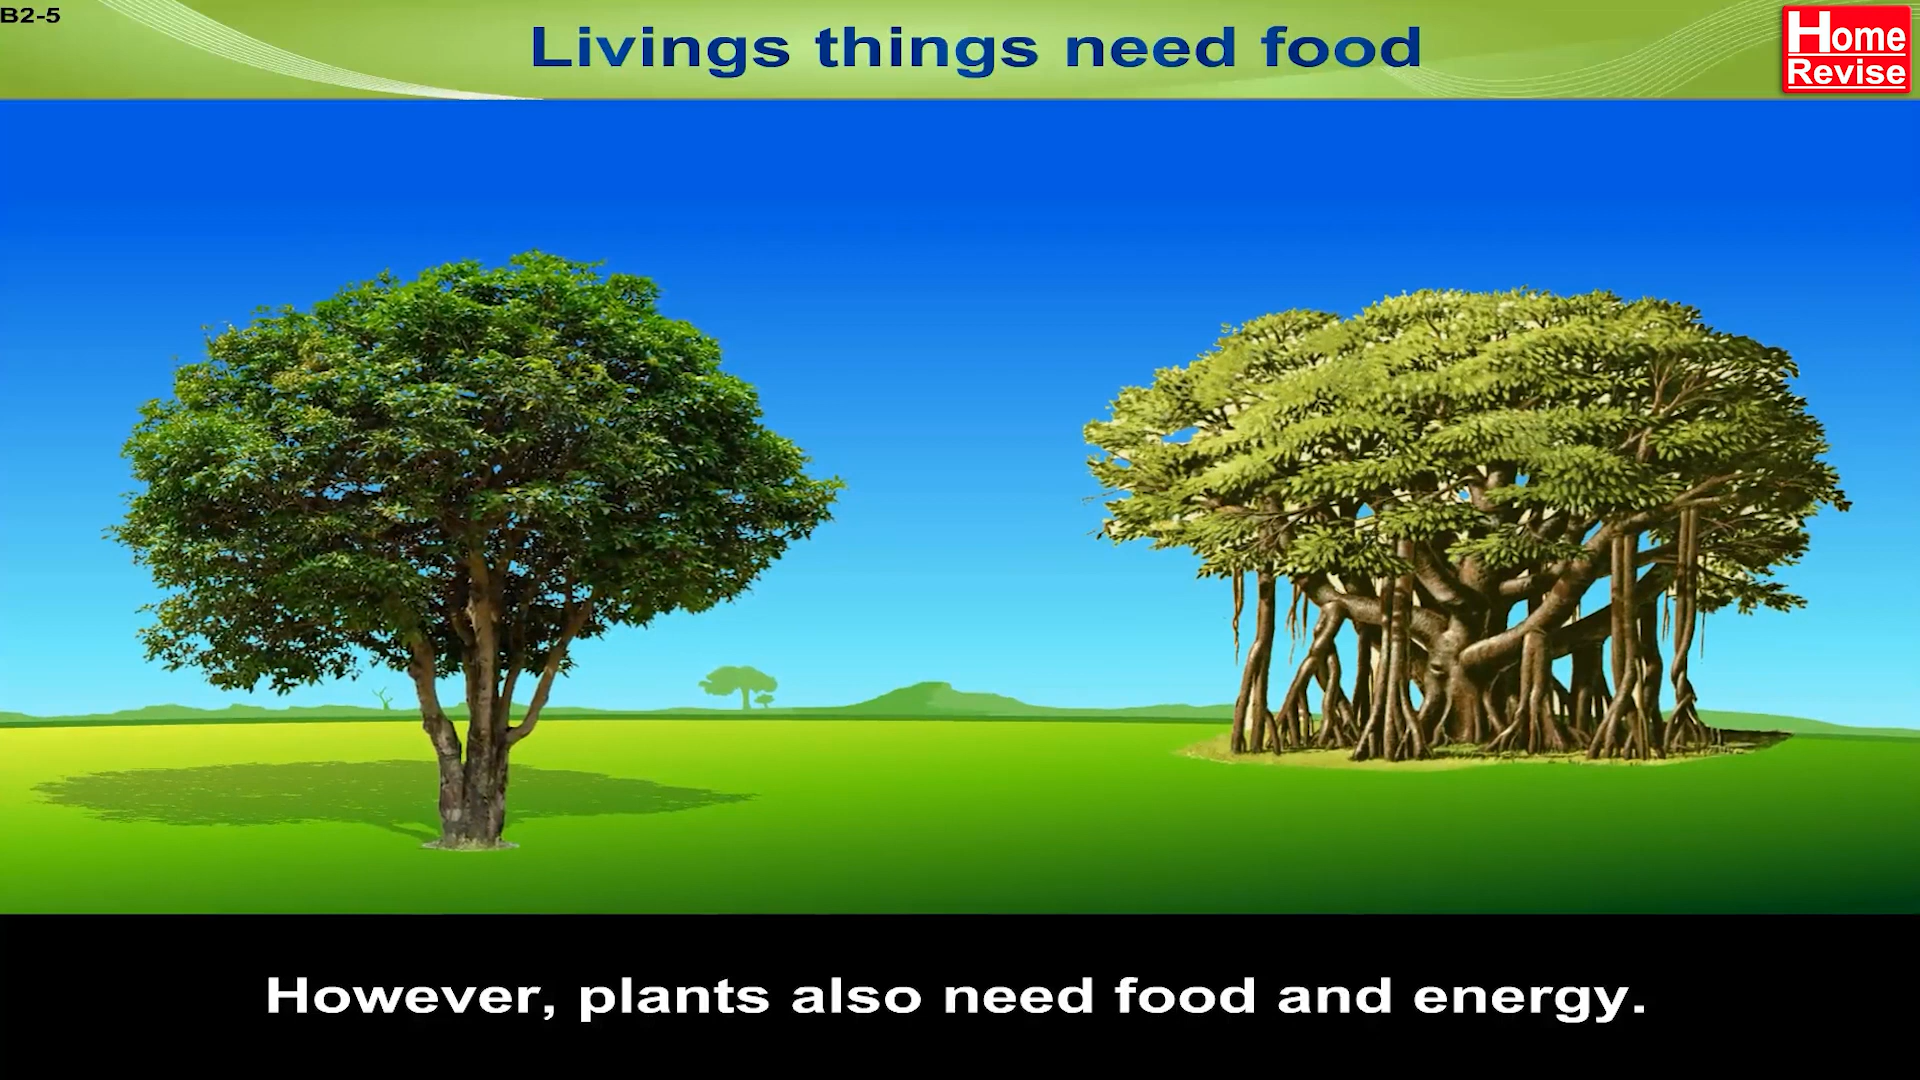 B2-5
Livings things need food
Home
Revise
However, plants also need food and energy.